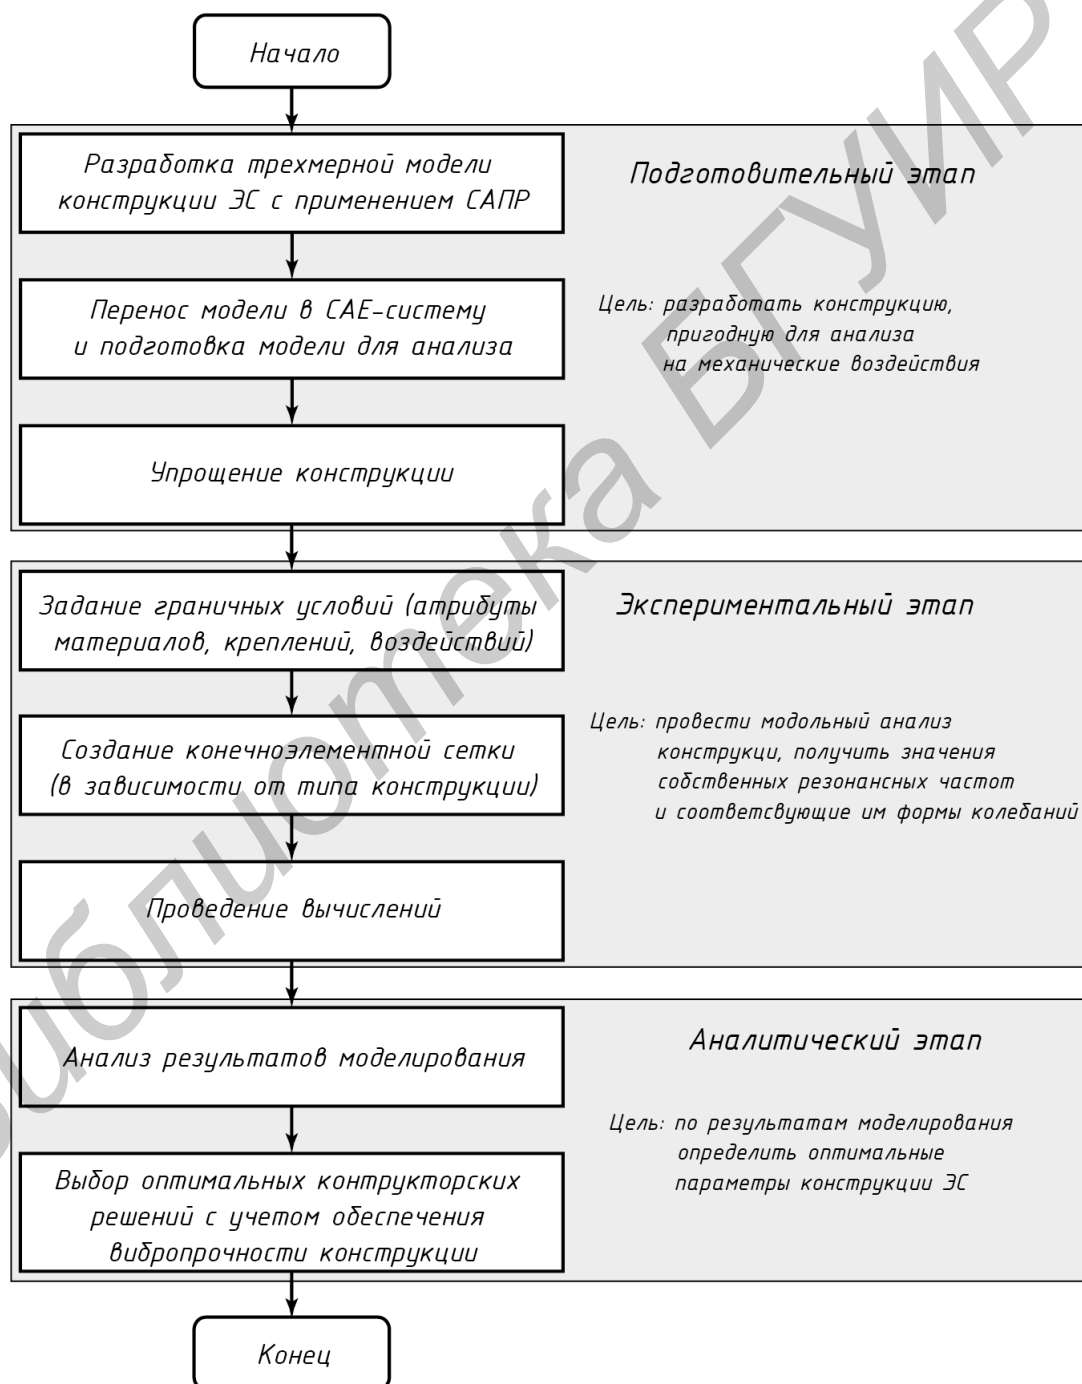 Начало
Разработка трехмерной модели
конструкции ЭС с применением САПР
Подготовительный этап
Перенос модели в САЕ-систему
и подготовка модели для анализа
Цель: разработать конструкцию,
пригодную для анализа
на механические воздействия
Упрощение конструкции
Задание граничных условий (атрибуты
материалов, креплений, воздействий)
Экспериментальный этап
Создание конечноэлементной сетки
(в зависимости от типа конструкции)
Цель: провести модольный анализ
конструкци, получить значения
собственных резонансных частот
и соответсвующие им формы колебаний
Проведение вычислений
Анализ результатов моделирования
Аналитический этап
Цель: по результатам моделирования
определить оптимальные
параметры конструкции ЭС
Выбор оптимальных контрукторских
решений с учетом обеспечения
вибропрочности конструкции
Конец
Библиотека БГУИР